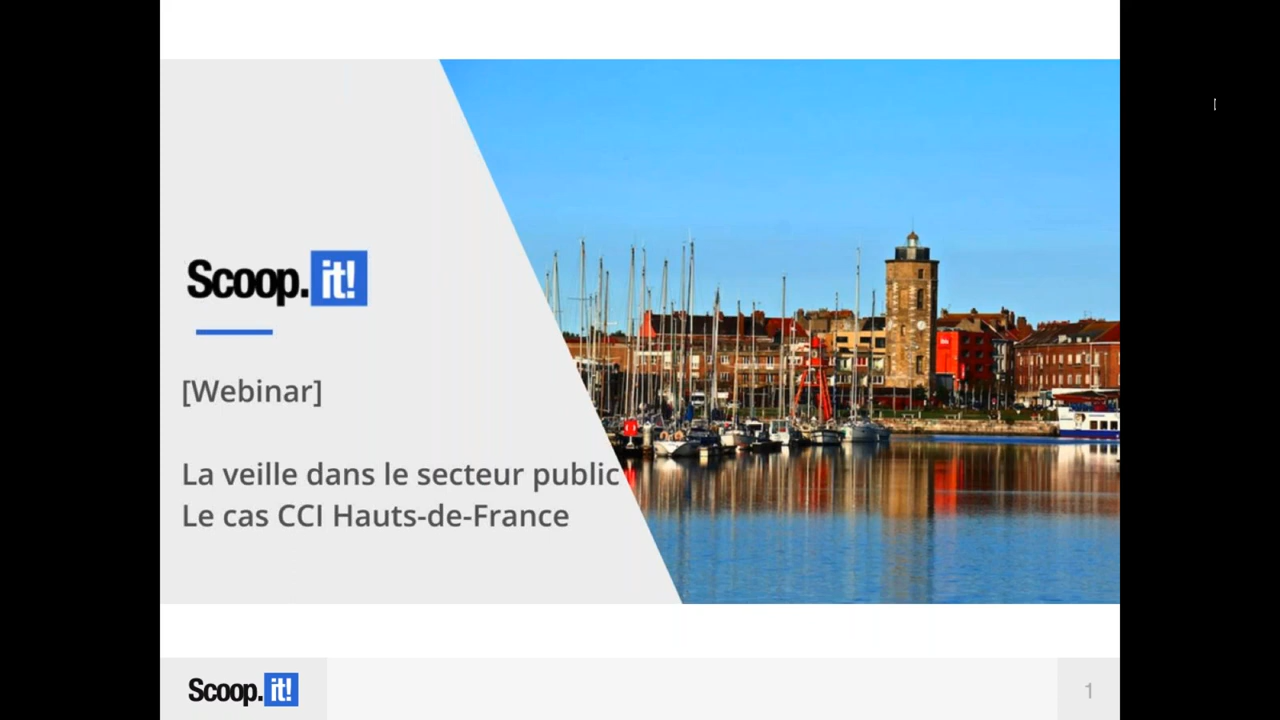 Scoop.it!
[Webinar]
La veille dans le secteur public
Le cas CCI Hauts-de-France
Scoop.it!
1